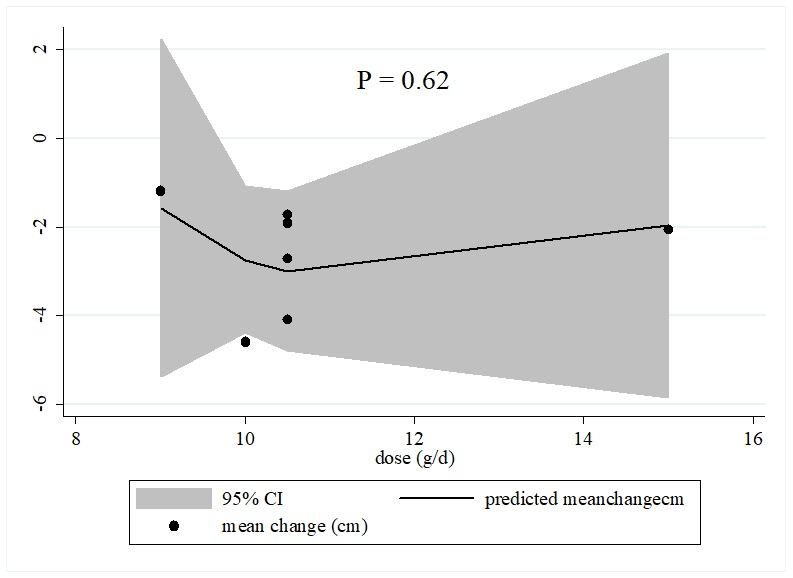 P = 0.62
2
0
-2
-4
-6
8 10 12 14 16
dose (g/d)
95% CI predicted meanchangecm
mean change (cm)